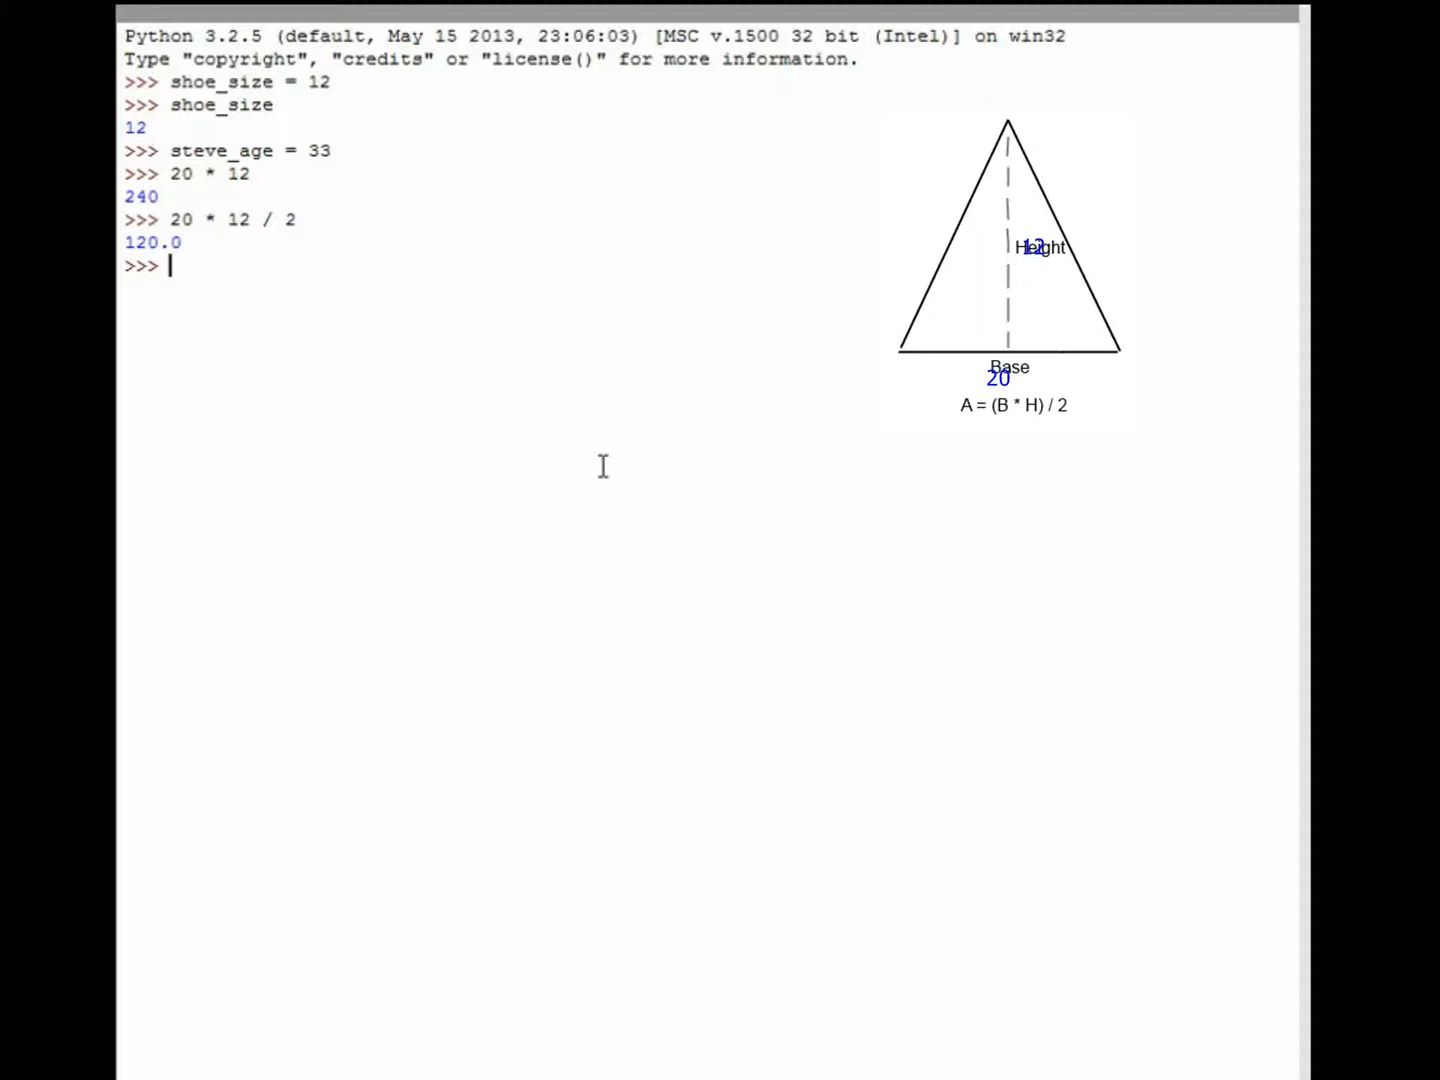 Python 3.2.5 (default, May 15 2013, 23:06:03) [MSC v.1500 32 bit (Intel)] on win32
Type "copyright", "credits" or "license()" for more information.
>>> shoe_size = 12
>>> shoe_size
12
>>> steve_age = 33
>>> 20 * 12
240
>>> 20 * 12 / 2
120.0
>>>
12
Height
Base
20
A = (B * H) / 2